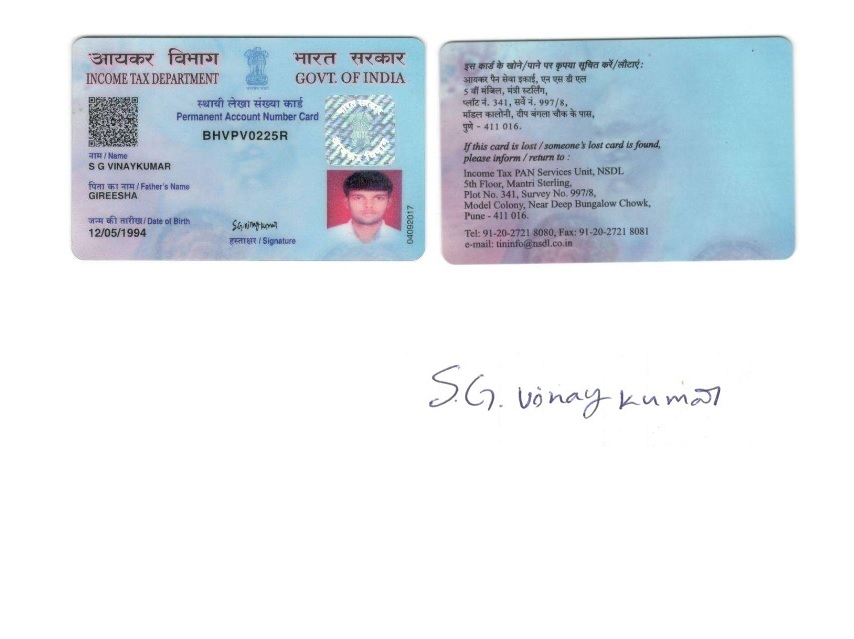 आयकर विभाग
INCOME TAX DEPARTMENT
भारत सरकार
GOVT. OF INDIA
स्थायी लेखा संख्या कार्ड
Permanent Account Number Card
BHVPV0225R
नाम / Name
S G VINAYKUMAR
पिता का नाम / Father's Name
GIREESHA
जन्म की तारीख / Date of Birth
12/05/1994
S.G.vinaykumar
हस्ताक्षर / Signature
04092017
इस कार्ड के खोने/पाने पर कृपया सूचित करें/लौटाएं :
आयकर पैन सेवा इकाई, एन एस डी एल
5 वीं मंजिल, मंत्री स्टर्लिंग,
प्लॉट नं. 341, सर्वे नं. 997/8,
मॉडल कालोनी, दीप बंगला चौक के पास,
पुणे - 411 016.
If this card is lost / someone's lost card is found,
please inform / return to :
Income Tax PAN Services Unit, NSDL
5th Floor, Mantri Sterling,
Plot No. 341, Survey No. 997/8,
Model Colony, Near Deep Bungalow Chowk,
Pune - 411 016.
Tel: 91-20-2721 8080, Fax: 91-20-2721 8081
e-mail: tininfo@nsdl.co.in
S.G. vinay kumar